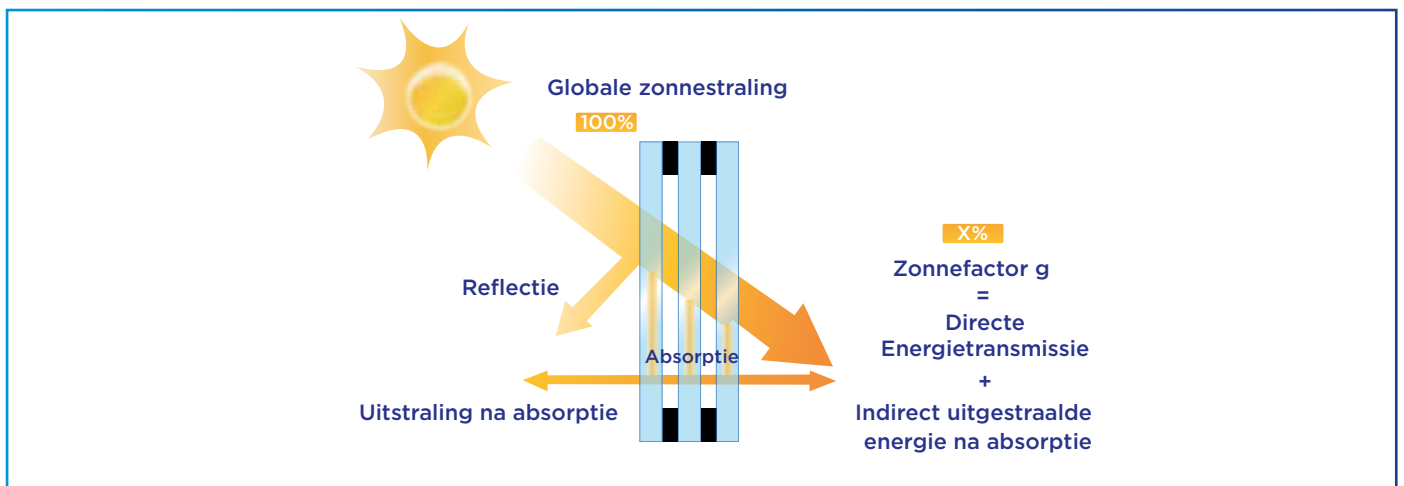 Globale zonnestraling
100%
Reflectie
Absorptie
Uitstraling na absorptie
X%
Zonnefactor g
=
Directe
Energietransmissie
+
Indirect uitgestraalde
energie na absorptie